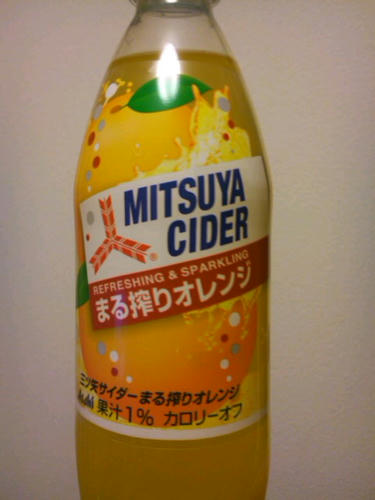 MITSUYA
CIDER
REFRESHING & SPARKLING
まる搾りオレンジ
三ツ矢サイダーまる搾りオレンジ
Asahi 果汁1% カロリーオフ